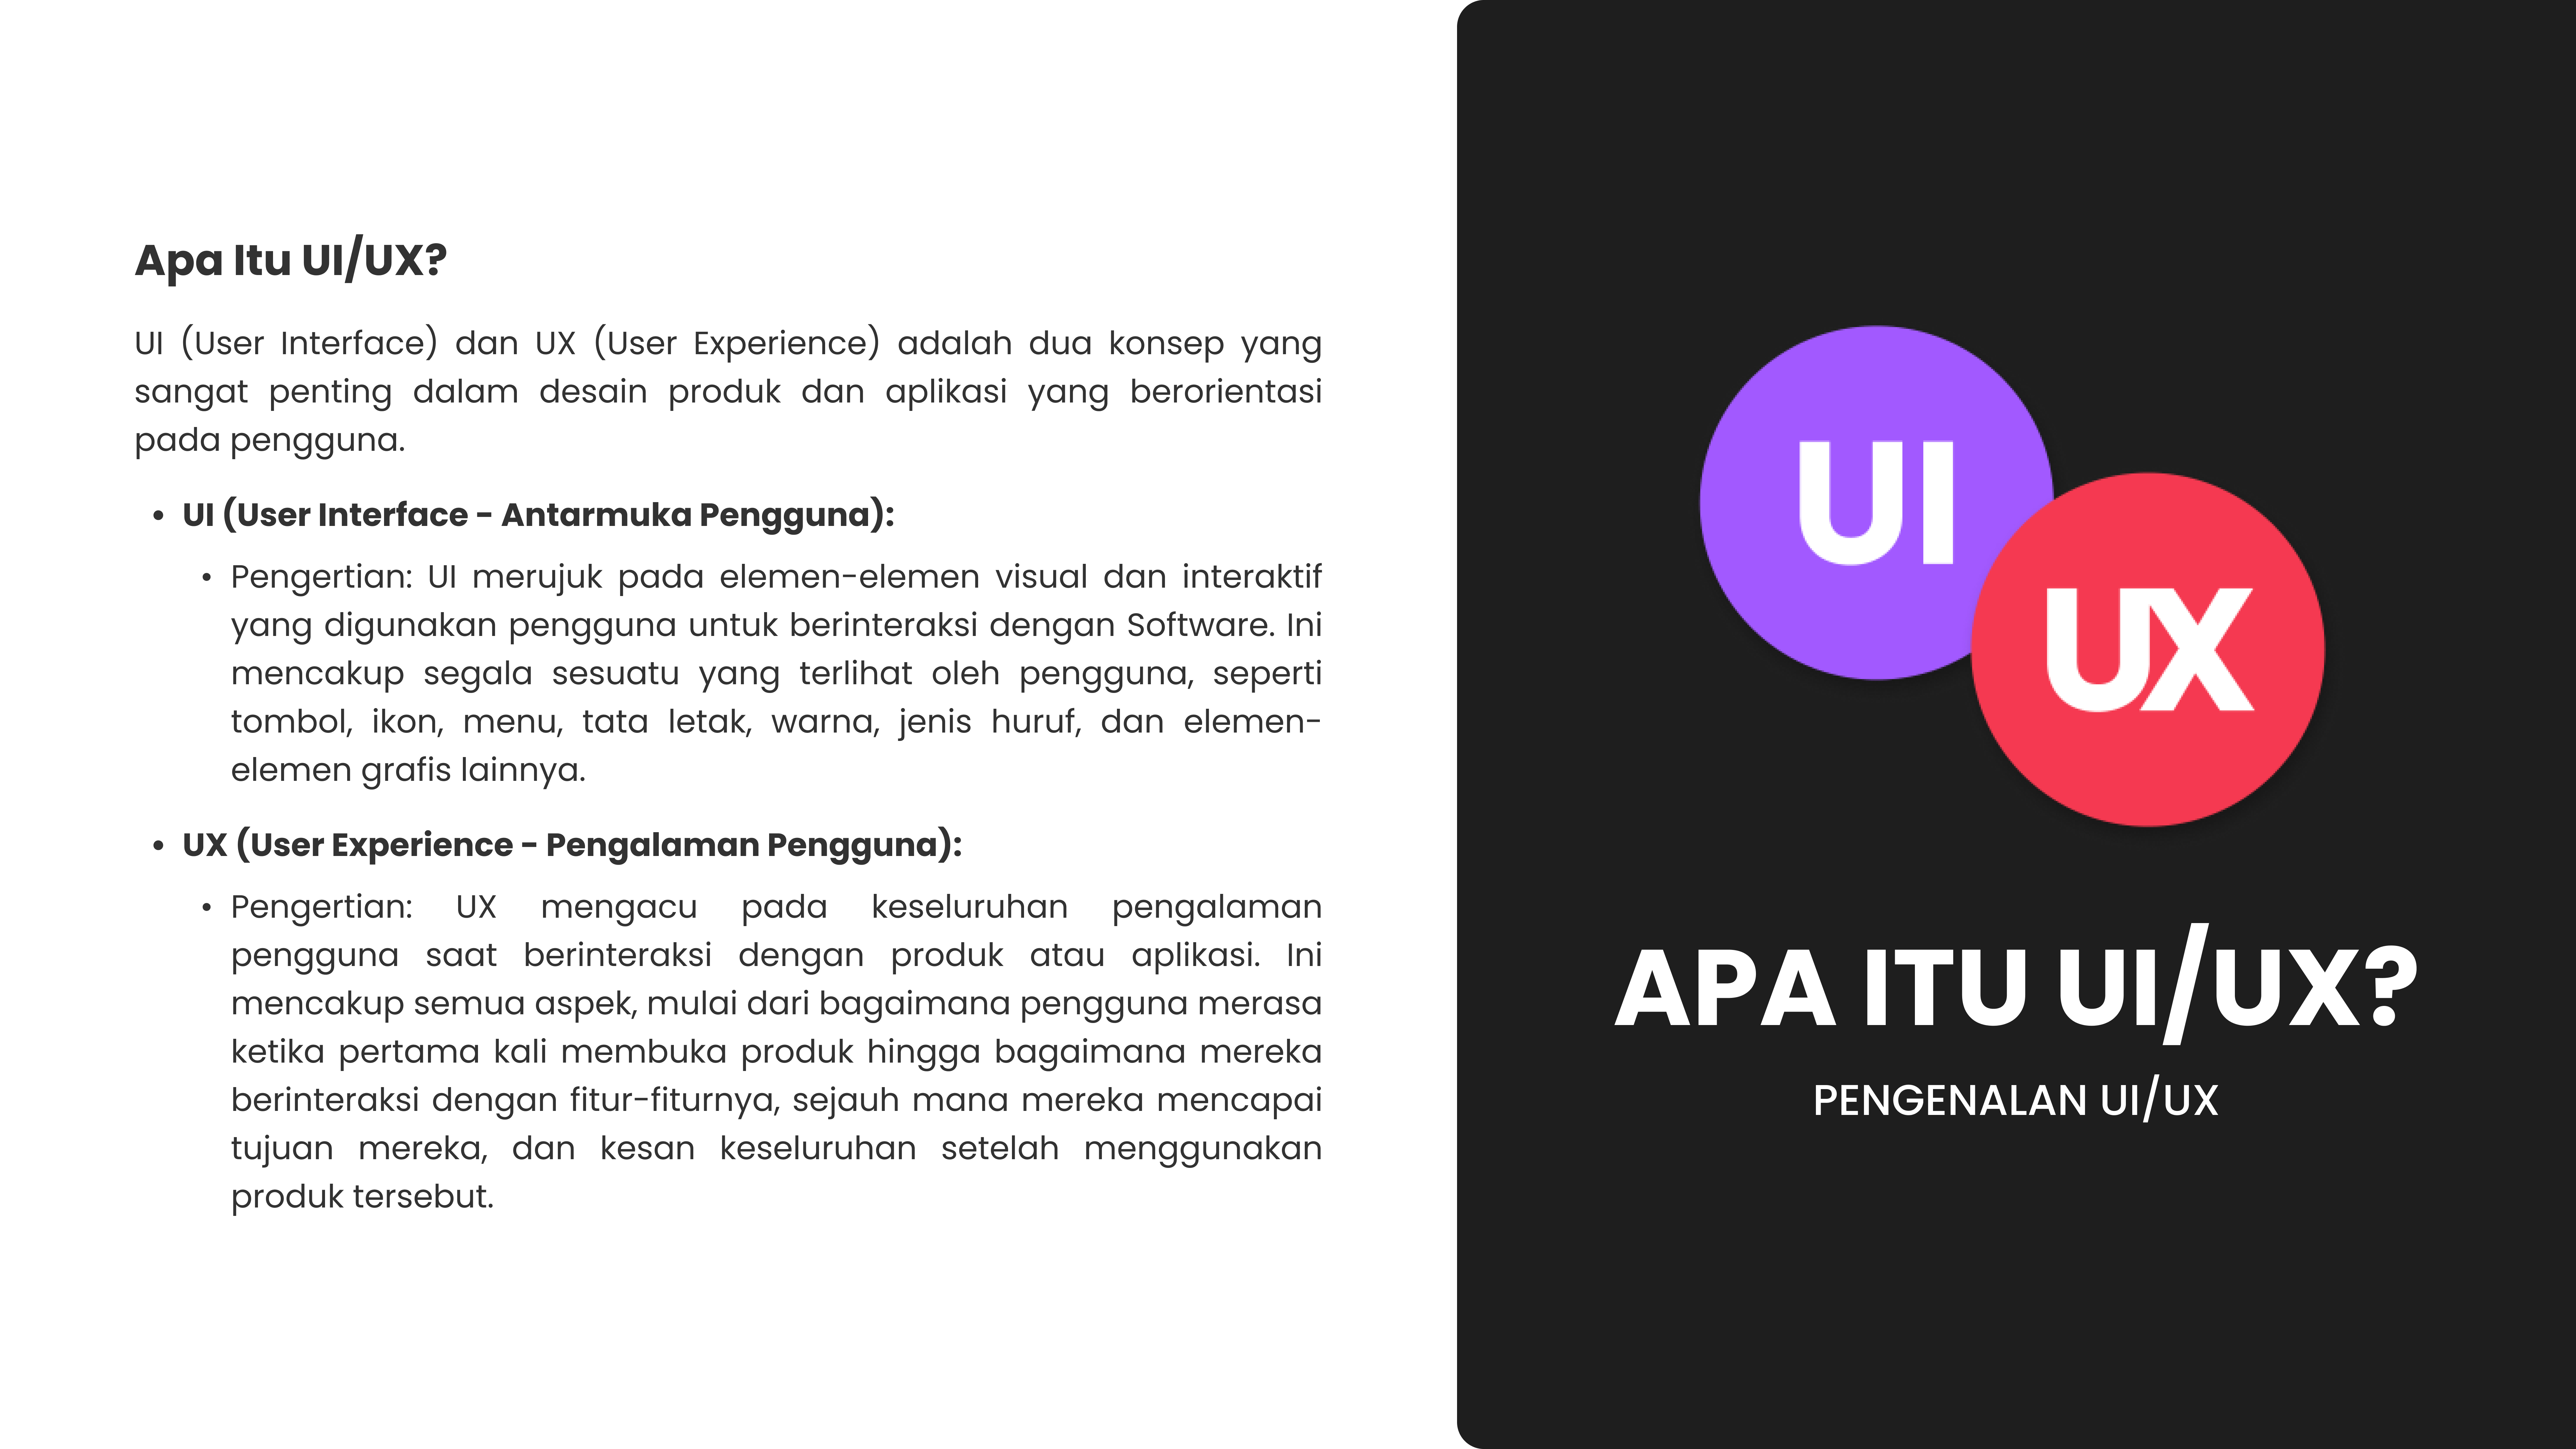 Apa Itu UI/UX?
UI (User Interface) dan UX (User Experience) adalah dua konsep yang
sangat penting dalam desain produk dan aplikasi yang berorientasi
pada pengguna.
• UI (User Interface - Antarmuka Pengguna):
• Pengertian: UI merujuk pada elemen-elemen visual dan interaktif
yang digunakan pengguna untuk berinteraksi dengan Software. Ini
mencakup segala sesuatu yang terlihat oleh pengguna, seperti
tombol, ikon, menu, tata letak, warna, jenis huruf, dan elemen-
elemen grafis lainnya.
• UX (User Experience - Pengalaman Pengguna):
• Pengertian: UX mengacu pada keseluruhan pengalaman
pengguna saat berinteraksi dengan produk atau aplikasi. Ini
mencakup semua aspek, mulai dari bagaimana pengguna merasa
ketika pertama kali membuka produk hingga bagaimana mereka
berinteraksi dengan fitur-fiturnya, sejauh mana mereka mencapai
tujuan mereka, dan kesan keseluruhan setelah menggunakan
produk tersebut.
UI
UX
APA ITU UI/UX?
PENGENALAN UI/UX